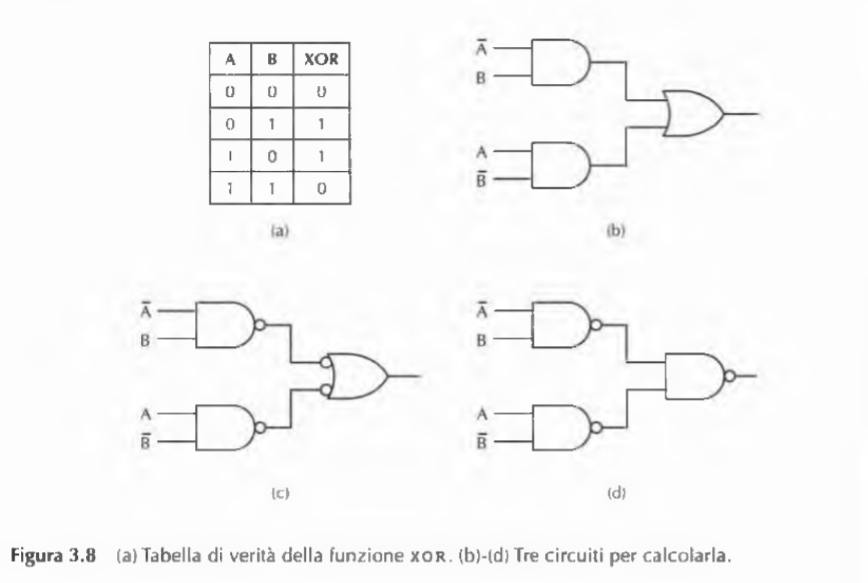 A B XOR
0 0 0
0 1 1
1 0 1
1 1 0
(a)
A̅
B
A
B̅
(b)
A̅
B
A
B̅
(c)
A̅
B
A
B̅
(d)
Figura 3.8 (a) Tabella di verità della funzione XOR. (b)-(d) Tre circuiti per calcolarla.